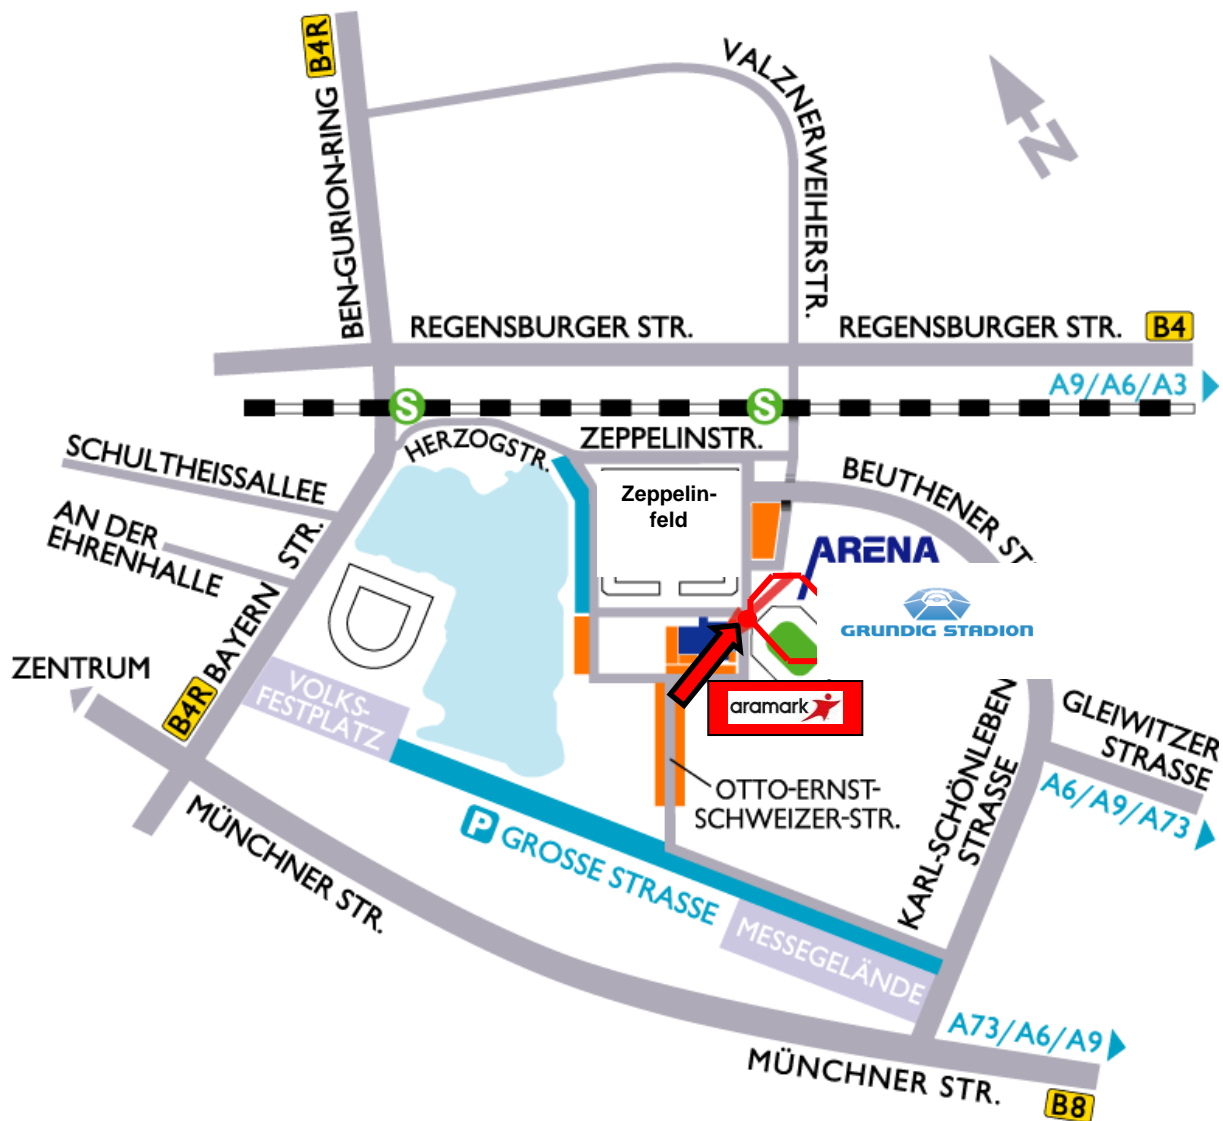 B4R
BEN-GURION-RING
VALZNERWEIHERSTR.
N
REGENSBURGER STR.
REGENSBURGER STR.
B4
A9/A6/A3
S
S
HERZOGSTR.
ZEPPELINSTR.
SCHULTHEISSALLEE
AN DER
EHRENHALLE
BAYERN STR.
B4R
Zeppelin-
feld
BEUTHENER ST
ARENA
GRUNDIG STADION
ZENTRUM
VOLKS-
FESTPLATZ
aramark
GLEIWITZER
STRASSE
A6/A9/A73
KARL-SCHÖNLEBEN
STRASSE
OTTO-ERNST-
SCHWEIZER-STR.
P GROSSE STRASSE
MÜNCHNER STR.
MESSEGELÄNDE
A73/A6/A9
MÜNCHNER STR.
B8